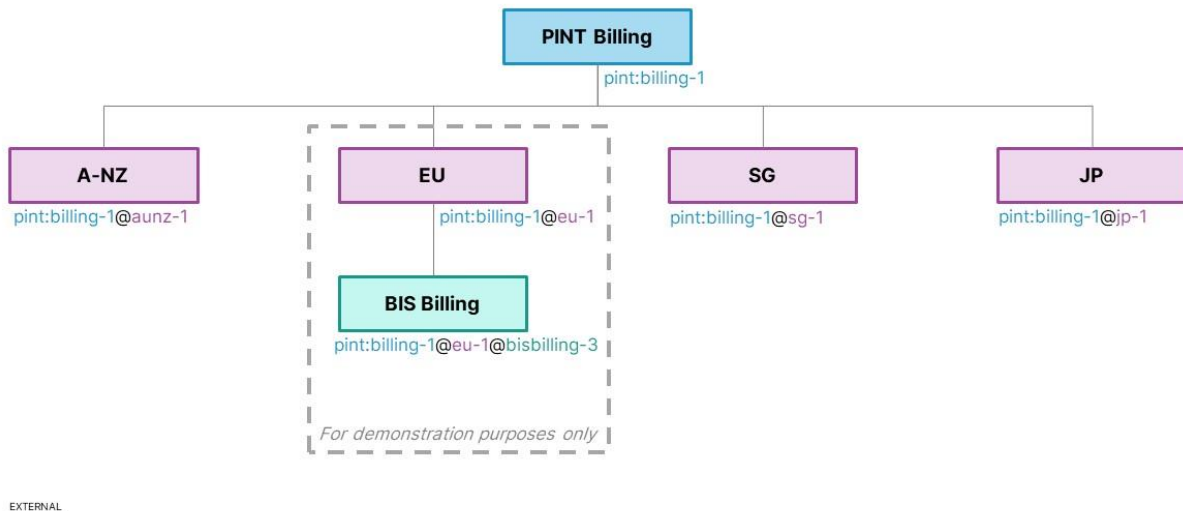 PINT Billing
pint:billing-1
A-NZ
EU
SG
JP
pint:billing-1@aunz-1
pint:billing-1@eu-1
pint:billing-1@sg-1
pint:billing-1@jp-1
BIS Billing
pint:billing-1@eu-1@bisbilling-3
For demonstration purposes only
EXTERNAL